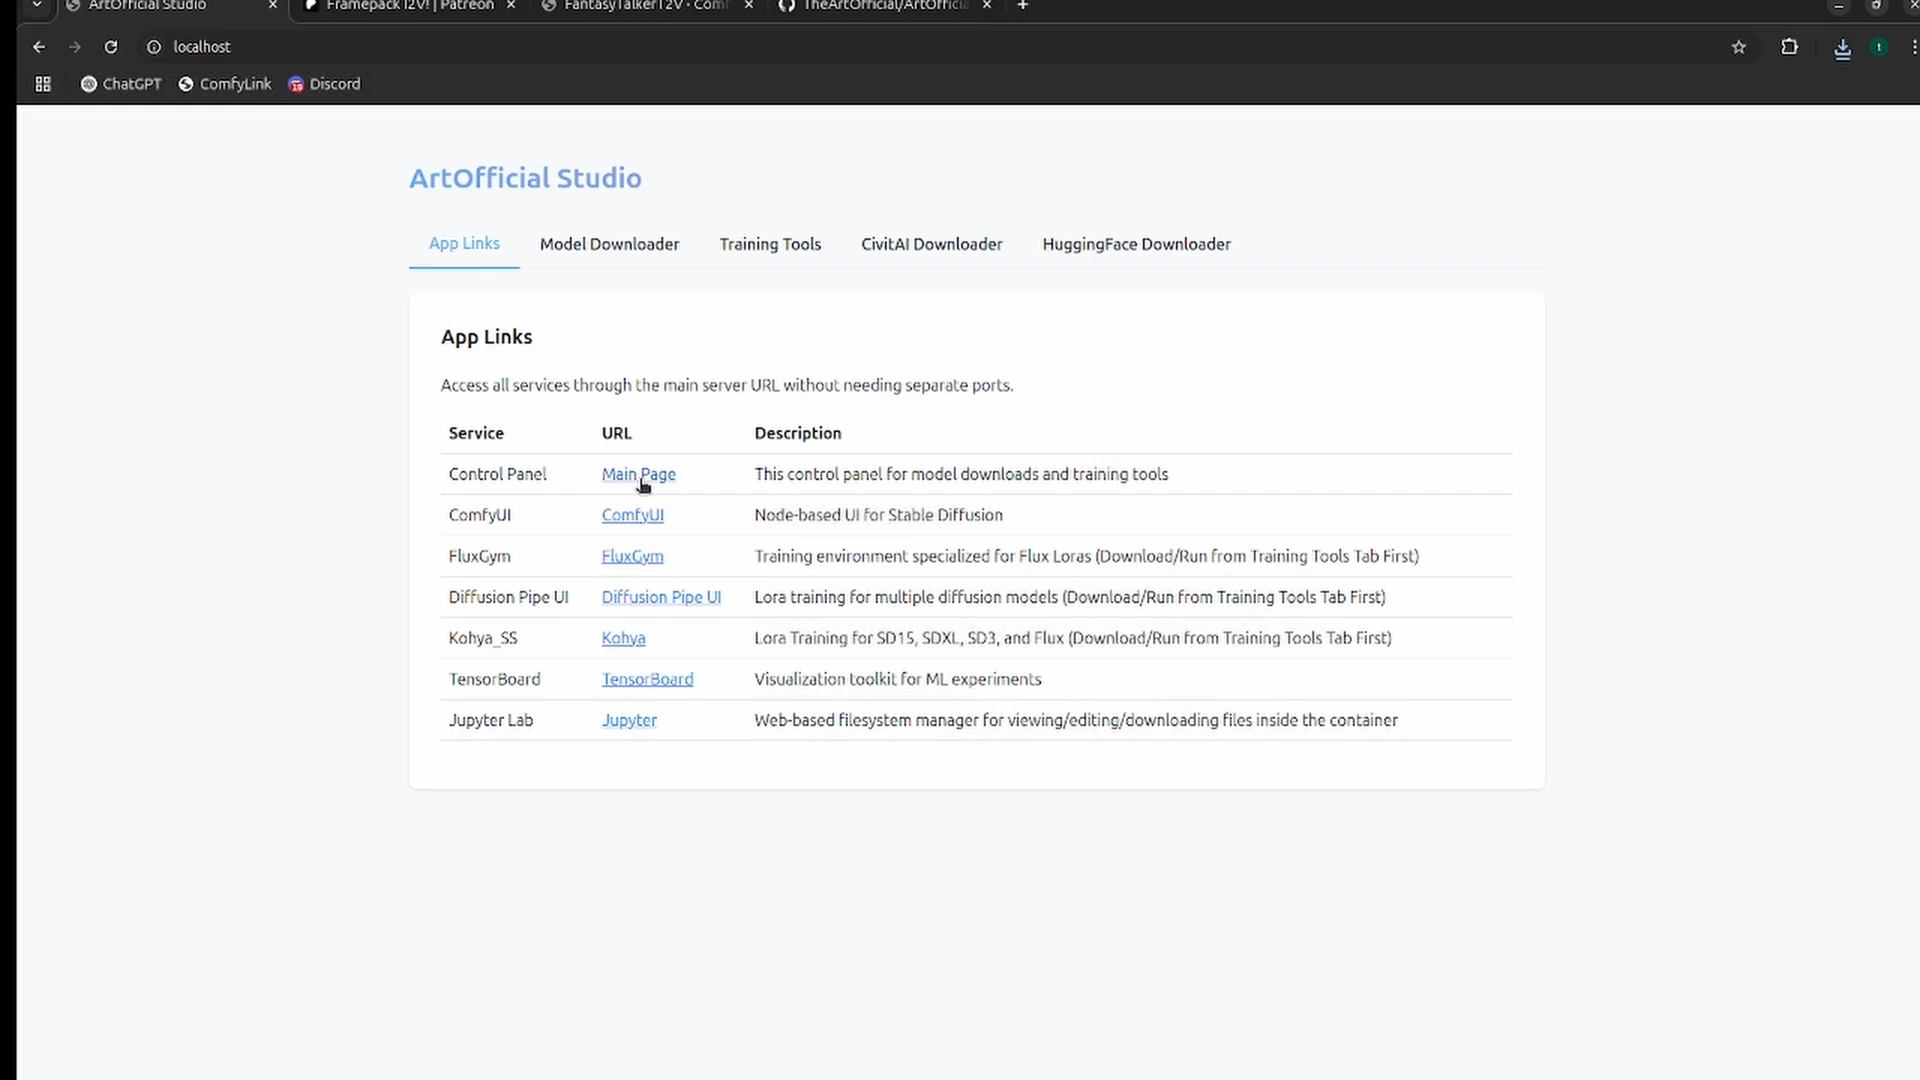 ArtOfficial Studio
Framepack I2V! | Patreon
FantasyTalker12V · Comf
TheArtOfficial/ArtOfficia
localhost
t
ChatGPT
ComfyLink
Discord
ArtOfficial Studio
App Links
Model Downloader
Training Tools
CivitAI Downloader
HuggingFace Downloader
App Links
Access all services through the main server URL without needing separate ports.
Service URL Description
Control Panel Main Page This control panel for model downloads and training tools
ComfyUI ComfyUI Node-based UI for Stable Diffusion
FluxGym FluxGym Training environment specialized for Flux Loras (Download/Run from Training Tools Tab First)
Diffusion Pipe UI Diffusion Pipe UI Lora training for multiple diffusion models (Download/Run from Training Tools Tab First)
Kohya_SS Kohya Lora Training for SD15, SDXL, SD3, and Flux (Download/Run from Training Tools Tab First)
TensorBoard TensorBoard Visualization toolkit for ML experiments
Jupyter Lab Jupyter Web-based filesystem manager for viewing/editing/downloading files inside the container